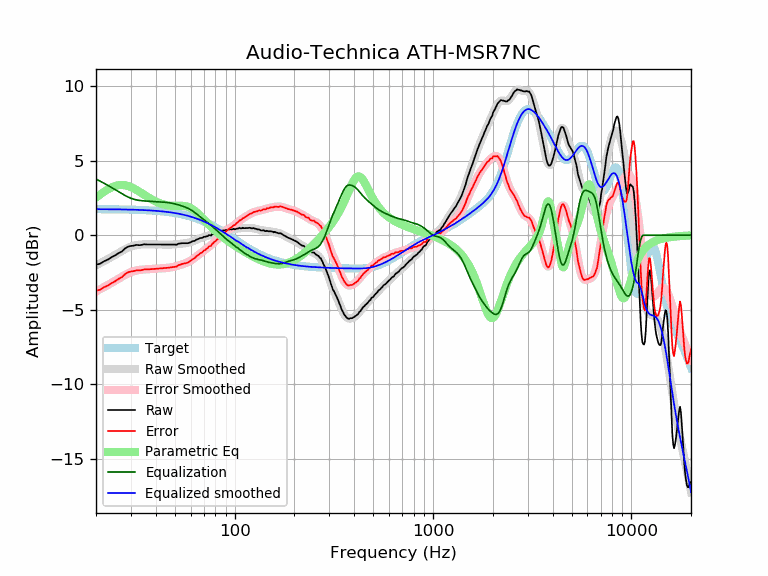 Audio-Technica ATH-MSR7NC
Amplitude (dBr)
10
5
0
−5
−10
−15
Target
Raw Smoothed
Error Smoothed
Raw
Error
Parametric Eq
Equalization
Equalized smoothed
100
1000
10000
Frequency (Hz)